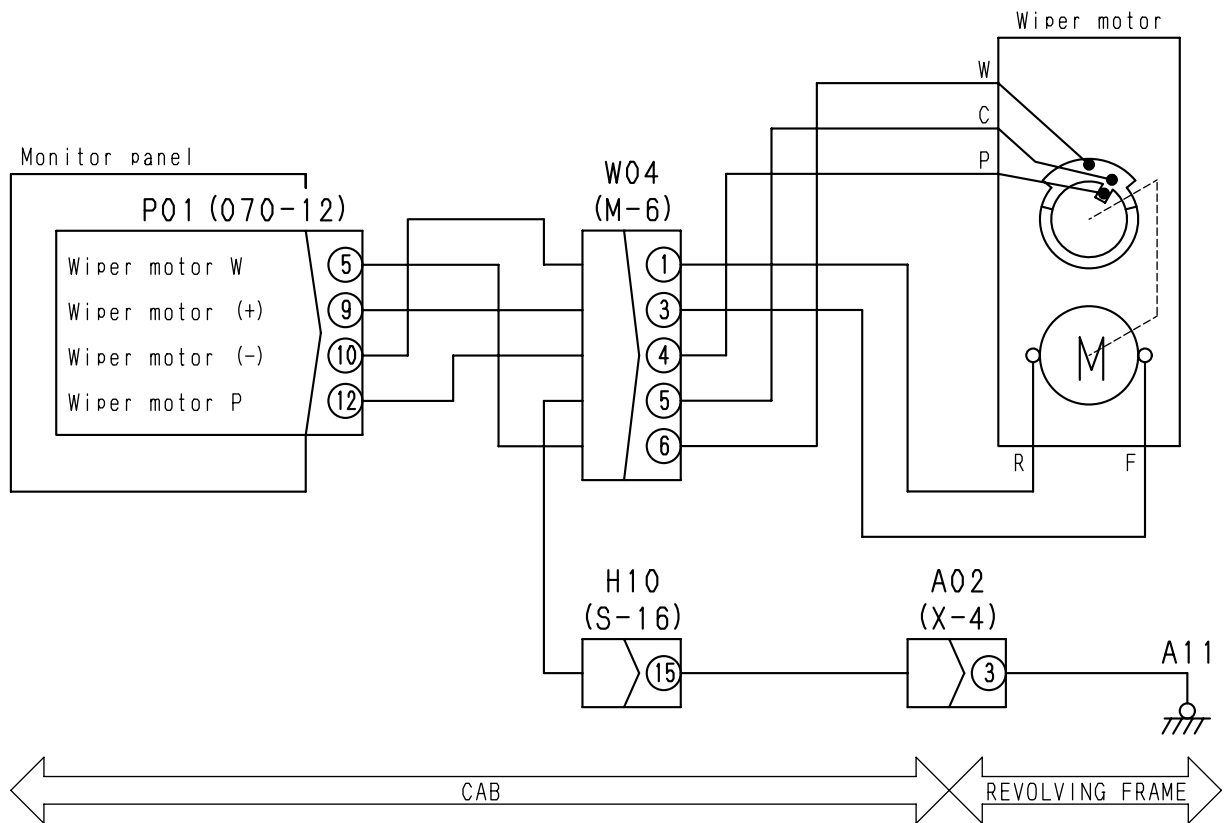 Wiper motor
W
C
P
Monitor panel
W04
(M-6)
P01 (070-12)
Wiper motor W
5
1
Wiper motor (+)
9
3
Wiper motor (-)
10
4
M
Wiper motor P
12
5
6
R
F
H10
(S-16)
A02
(X-4)
A11
15
3
CAB
REVOLVING FRAME